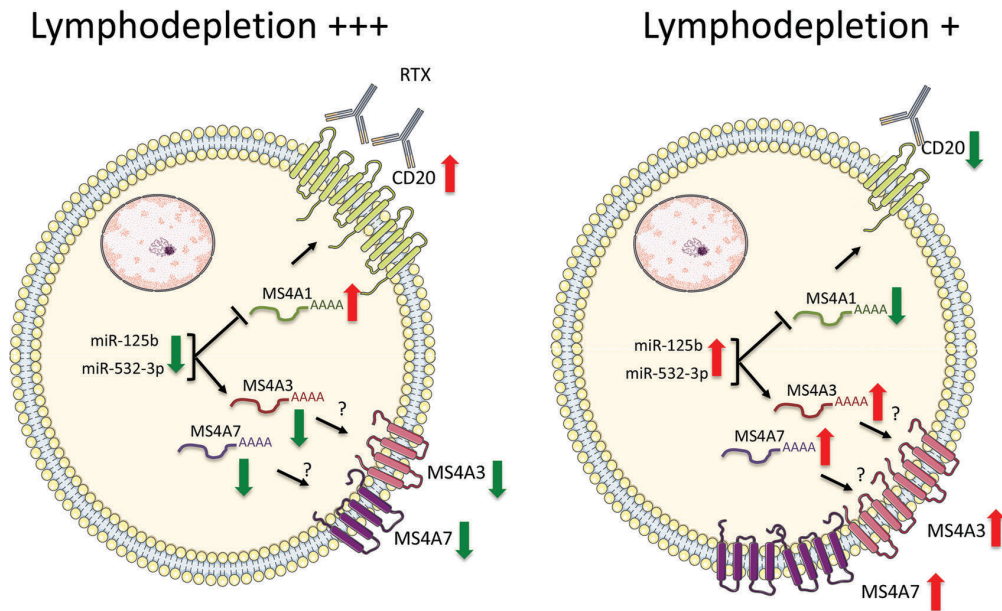 Lymphodepletion +++
RTX
CD20
MS4A1
AAAA
miR-125b
miR-532-3p
MS4A3
AAAA
?
MS4A7
AAAA
?
MS4A3
MS4A7
Lymphodepletion +
CD20
MS4A1
AAAA
miR-125b
miR-532-3p
MS4A3
AAAA
?
MS4A7
AAAA
?
MS4A3
MS4A7